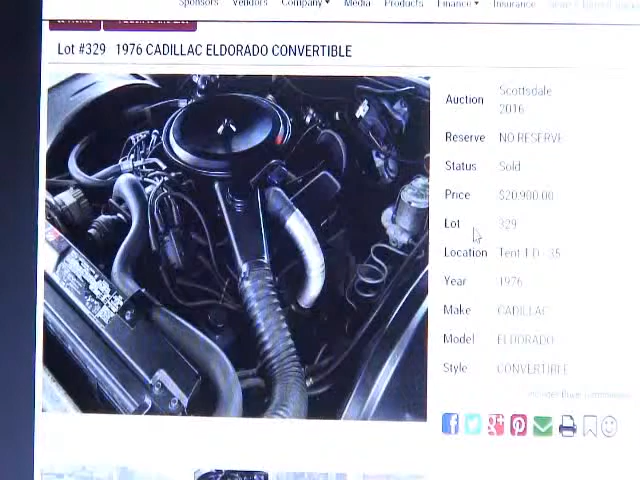 Sponsors Vendors Company Media Products Finance Insurance
Lot #329 1976 CADILLAC ELDORADO CONVERTIBLE
Auction Scottsdale
2016
Reserve NO RESERVE
Status Sold
Price $20,900.00
Lot 329
Location Tent 1 D - 35
Year 1976
Make CADILLAC
Model ELDORADO
Style CONVERTIBLE